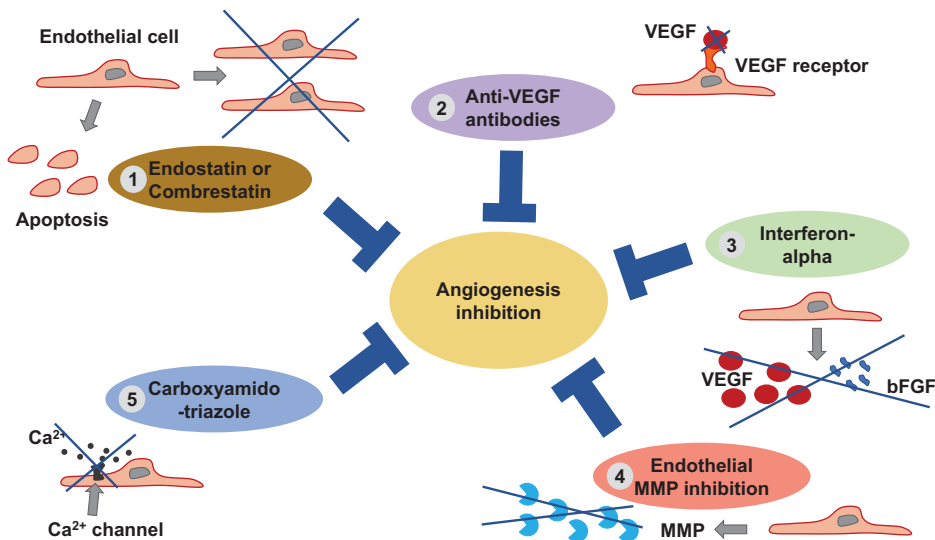 Endothelial cell
Apoptosis
1
Endostatin or
Combrestatin
2
Anti-VEGF
antibodies
VEGF
VEGF receptor
3
Interferon-
alpha
VEGF
bFGF
Angiogenesis
inhibition
4
Endothelial
MMP inhibition
MMP
5
Carboxyamido
-triazole
Ca²⁺
Ca²⁺ channel